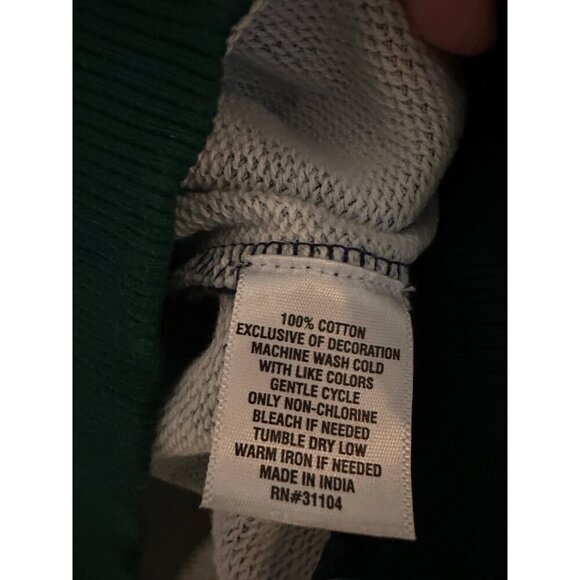 100% COTTON
EXCLUSIVE OF DECORATION
MACHINE WASH COLD
WITH LIKE COLORS
GENTLE CYCLE
ONLY NON-CHLORINE
BLEACH IF NEEDED
TUMBLE DRY LOW
WARM IRON IF NEEDED
MADE IN INDIA
RN#31104